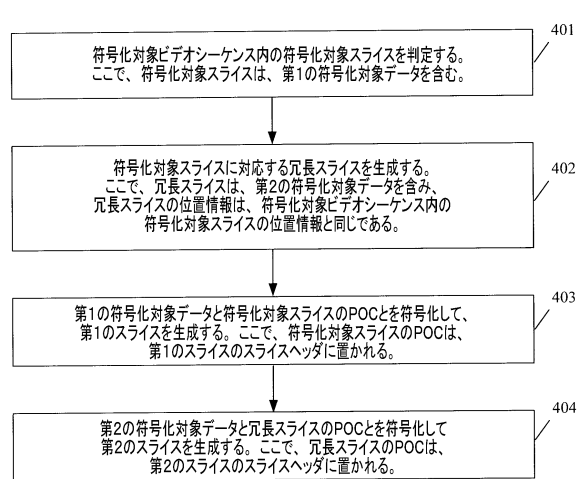 401
符号化対象ビデオシーケンス内の符号化対象スライスを判定する。
ここで、符号化対象スライスは、第1の符号化対象データを含む。
402
符号化対象スライスに対応する冗長スライスを生成する。
ここで、冗長スライスは、第2の符号化対象データを含み、
冗長スライスの位置情報は、符号化対象ビデオシーケンス内の
符号化対象スライスの位置情報と同じである。
403
第1の符号化対象データと符号化対象スライスのPOCとを符号化して、
第1のスライスを生成する。ここで、符号化対象スライスのPOCは、
第1のスライスのスライスヘッダに置かれる。
404
第2の符号化対象データと冗長スライスのPOCとを符号化して
第2のスライスを生成する。ここで、冗長スライスのPOCは、
第2のスライスのスライスヘッダに置かれる。